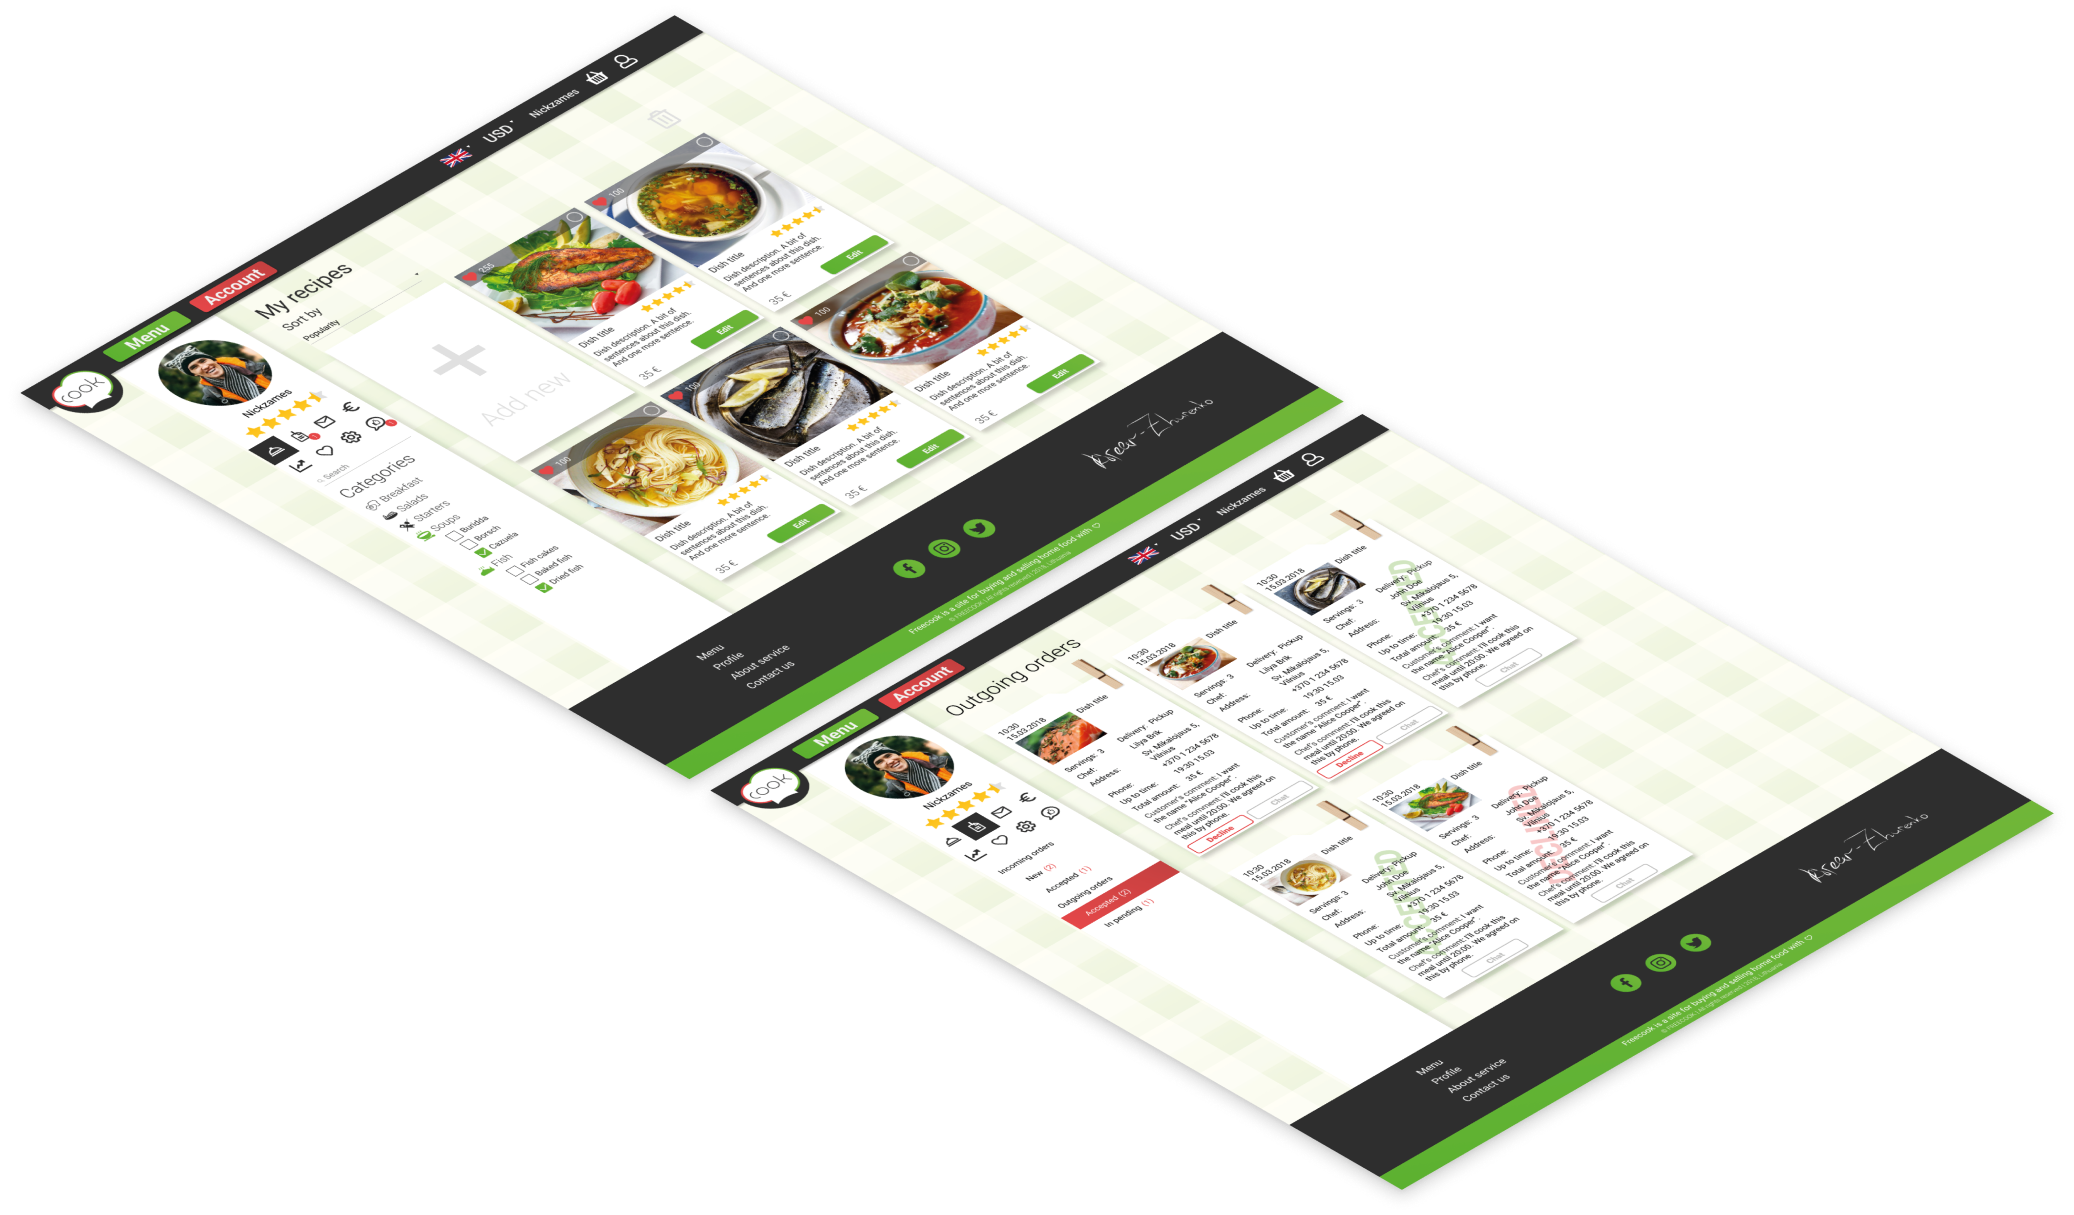 cook
Menu
Account
USD
Nickzames
Nickzames
Search
Categories
Breakfast
Salads
Starters
Soups
Buridda
Borsch
Cazuela
Fish
Fish cakes
Baked fish
Dried fish
My recipes
Sort by
Popularity
Add new
255
Dish title
Dish description. A bit of
sentences about this dish.
And one more sentence.
35 €
Edit
100
Dish title
Dish description. A bit of
sentences about this dish.
And one more sentence.
35 €
Edit
100
Dish title
Dish description. A bit of
sentences about this dish.
And one more sentence.
35 €
Edit
100
Dish title
Dish description. A bit of
sentences about this dish.
And one more sentence.
35 €
Edit
100
Dish title
Dish description. A bit of
sentences about this dish.
And one more sentence.
35 €
Edit
Menu
Profile
About service
Contact us
Freecook is a site for buying and selling home food with
© FREECOOK | All rights reserved | 2018, Lithuania
cook
Menu
Account
USD
Nickzames
Nickzames
Incoming orders
New (2)
Accepted (1)
Outgoing orders
Accepted (2)
In pending (1)
Outgoing orders
10:30
15.03.2018
Dish title
Servings: 3
Delivery: Pickup
Chef: Lilya Brik
Address: Sv. Mikalojaus 5,
Vilnius
Phone: +370 1 234 5678
Up to time: 19:30 15.03
Total amount: 35 €
Customer's comment: I want
the name "Alice Cooper".
Chef's comment: I'll cook this
meal until 20:00. We agreed on
this by phone.
Decline
Chat
10:30
15.03.2018
Dish title
Servings: 3
Delivery: Pickup
Chef: Lilya Brik
Address: Sv. Mikalojaus 5,
Vilnius
Phone: +370 1 234 5678
Up to time: 19:30 15.03
Total amount: 35 €
Customer's comment: I want
the name "Alice Cooper".
Chef's comment: I'll cook this
meal until 20:00. We agreed on
this by phone.
Decline
Chat
10:30
15.03.2018
Dish title
Servings: 3
Delivery: Pickup
Chef: John Doe
Address: Sv. Mikalojaus 5,
Vilnius
Phone: +370 1 234 5678
Up to time: 19:30 15.03
Total amount: 35 €
Customer's comment: I want
the name "Alice Cooper".
Chef's comment: I'll cook this
meal until 20:00. We agreed on
this by phone.
Chat
10:30
15.03.2018
Dish title
Servings: 3
Delivery: Pickup
Chef: John Doe
Address: Sv. Mikalojaus 5,
Vilnius
Phone: +370 1 234 5678
Up to time: 19:30 15.03
Total amount: 35 €
Customer's comment: I want
the name "Alice Cooper".
Chef's comment: I'll cook this
meal until 20:00. We agreed on
this by phone.
Chat
10:30
15.03.2018
Dish title
Servings: 3
Delivery: Pickup
Chef: John Doe
Address: Sv. Mikalojaus 5,
Vilnius
Phone: +370 1 234 5678
Up to time: 19:30 15.03
Total amount: 35 €
Customer's comment: I want
the name "Alice Cooper".
Chef's comment: I'll cook this
meal until 20:00. We agreed on
this by phone.
Chat
Menu
Profile
About service
Contact us
Freecook is a site for buying and selling home food with
© FREECOOK | All rights reserved | 2018, Lithuania